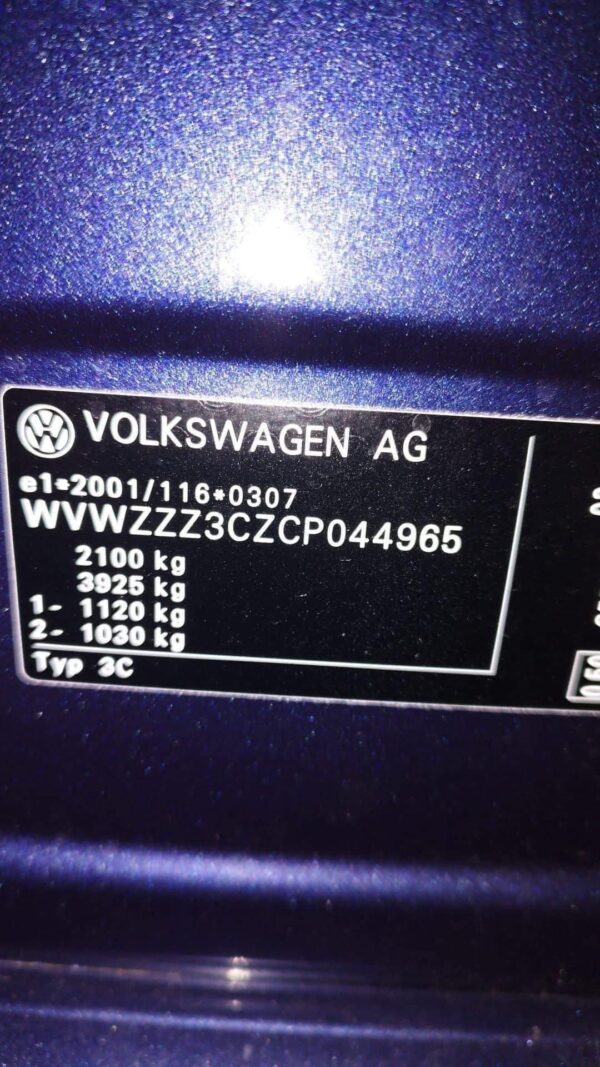 VOLKSWAGEN AG
e1*2001/116*0307
WVWZZZ3CZCP044965
2100 kg
3925 kg
1- 1120 kg
2- 1030 kg
Typ 3C